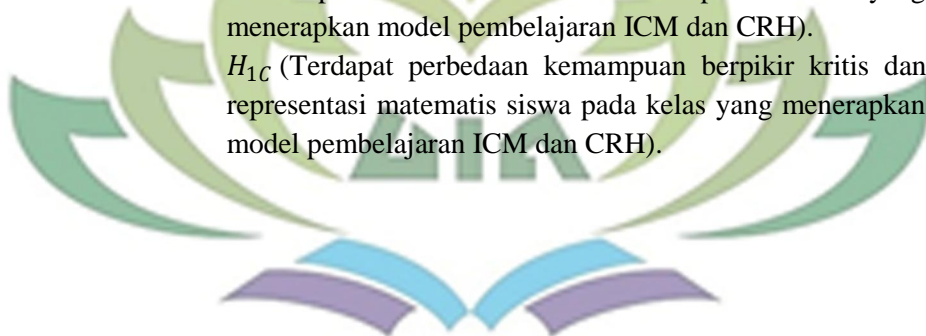 menerapkan model pembelajaran ICM dan CRH).
H₁C (Terdapat perbedaan kemampuan berpikir kritis dan
representasi matematis siswa pada kelas yang menerapkan
model pembelajaran ICM dan CRH).